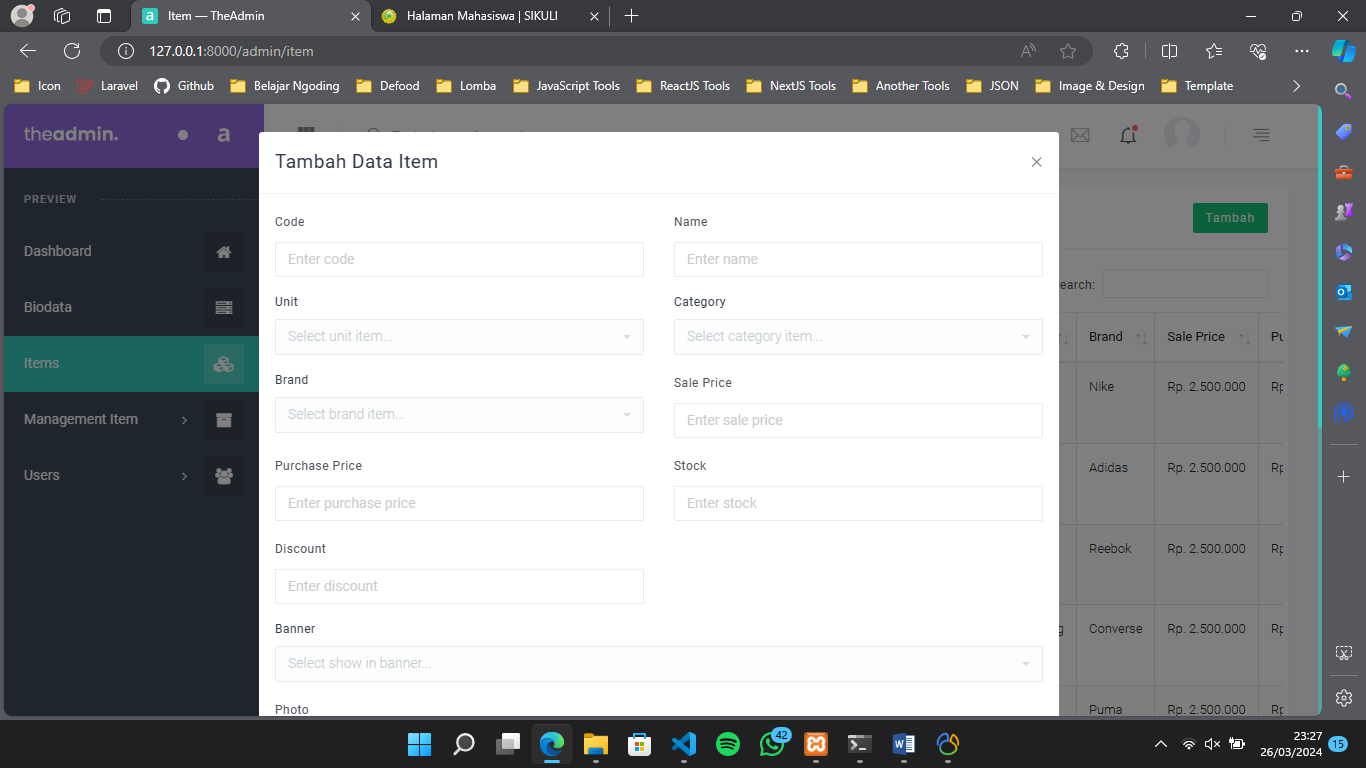 Item — TheAdmin
Halaman Mahasiswa | SIKULI
127.0.0.1:8000/admin/item
Icon
Laravel
Github
Belajar Ngoding
Defood
Lomba
JavaScript Tools
ReactJS Tools
NextJS Tools
Another Tools
JSON
Image & Design
Template
theadmin.
a
PREVIEW
Dashboard
Biodata
Items
Management Item
Users
Tambah Data Item
Code
Enter code
Name
Enter name
Unit
Select unit item...
Category
Select category item...
Brand
Select brand item...
Sale Price
Enter sale price
Purchase Price
Enter purchase price
Stock
Enter stock
Discount
Enter discount
Banner
Select show in banner...
Photo
Tambah
earch:
Brand Sale Price Pu
Nike Rp. 2.500.000 Rp
Adidas Rp. 2.500.000 Rp
Reebok Rp. 2.500.000 Rp
g Converse Rp. 2.500.000 Rp
Puma Rp. 2.500.000 Rp
42
23:27
26/03/2024
15